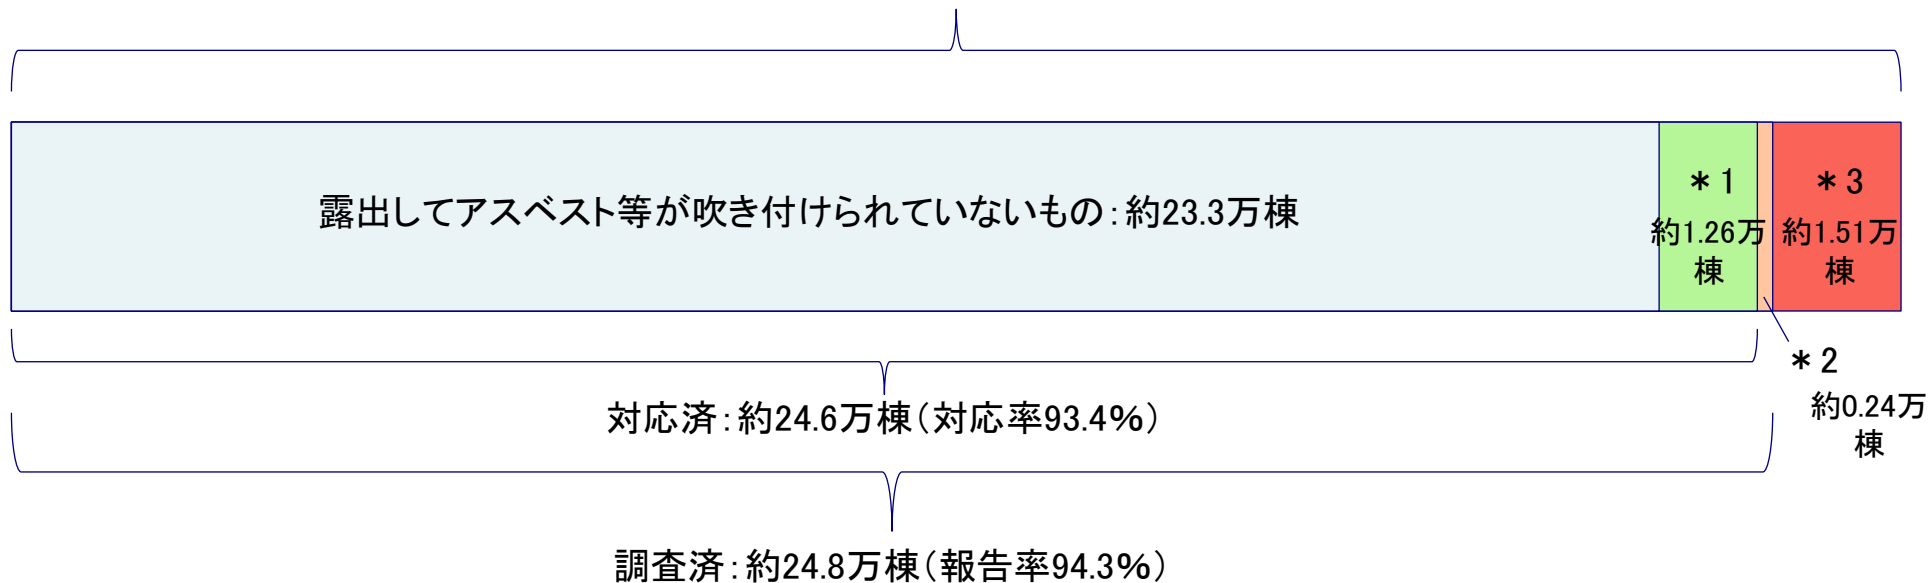 露出してアスベスト等が吹き付けられていないもの：約23.3万棟
＊1
約1.26万
棟
＊3
約1.51万
棟
＊2
約0.24万
棟
対応済：約24.6万棟（対応率93.4％）
調査済：約24.8万棟（報告率94.3％）